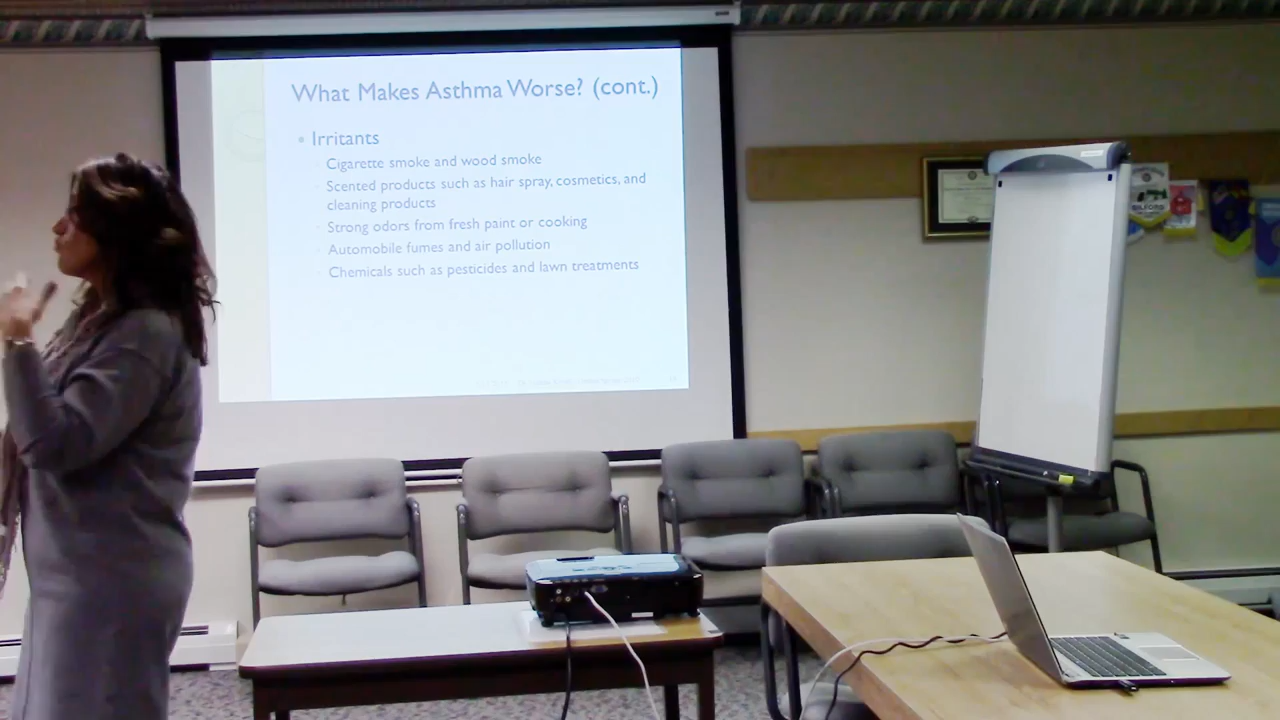 What Makes Asthma Worse? (cont.)
Irritants
Cigarette smoke and wood smoke
Scented products such as hair spray, cosmetics, and
cleaning products
Strong odors from fresh paint or cooking
Automobile fumes and air pollution
Chemicals such as pesticides and lawn treatments